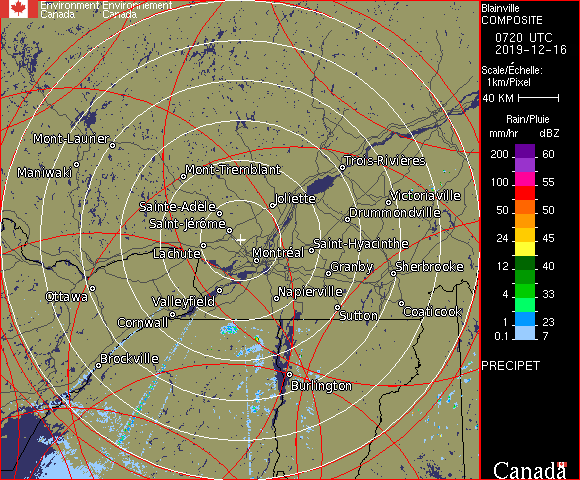 Environment Environnement
Canada Canada
Blainville
COMPOSITE
0720 UTC
2019-12-16
Scale/Échelle:
1km/Pixel
40 KM
Rain/Pluie
mm/hr dBZ
200 60
100 55
50 50
24 45
12 40
4 33
1 23
0.1 7
PRECIPET
Canada
Mont-Laurier
Maniwaki
Mont-Tremblant
Trois-Rivières
Joliette
Victoriaville
Sainte-Adèle
Drummondville
Saint-Jérôme
Saint-Hyacinthe
Lachute
Montréal
Granby
Sherbrooke
Ottawa
Valleyfield
Napierville
Sutton
Coaticook
Cornwall
Brockville
Burlington